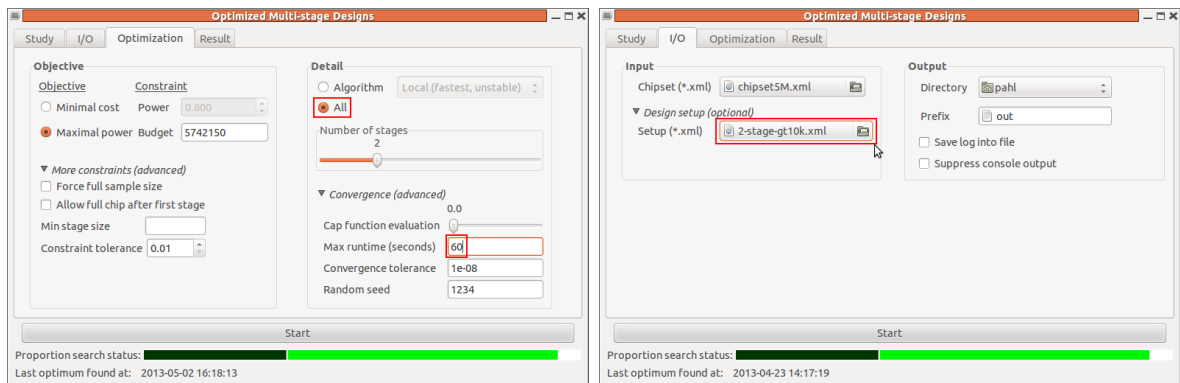 Optimized Multi-stage Designs
Study I/O Optimization Result
Objective
Objective Constraint
Minimal cost Power 0.800
Maximal power Budget 5742150
More constraints (advanced)
Force full sample size
Allow full chip after first stage
Min stage size
Constraint tolerance 0.01
Detail
Algorithm Local (fastest, unstable)
All
Number of stages
2
Convergence (advanced)
0.0
Cap function evaluation
Max runtime (seconds) 60
Convergence tolerance 1e-08
Random seed 1234
Start
Proportion search status:
Last optimum found at: 2013-05-02 16:18:13
Optimized Multi-stage Designs
Study I/O Optimization Result
Input
Chipset (*.xml) chipset5M.xml
Design setup (optional)
Setup (*.xml) 2-stage-gt10k.xml
Output
Directory pahl
Prefix out
Save log into file
Suppress console output
Start
Proportion search status:
Last optimum found at: 2013-04-23 14:17:19